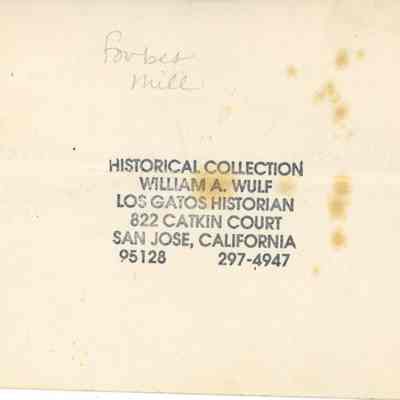 Forbes
Mill
HISTORICAL COLLECTION
WILLIAM A. WULF
LOS GATOS HISTORIAN
822 CATKIN COURT
SAN JOSE, CALIFORNIA
95128 297-4947